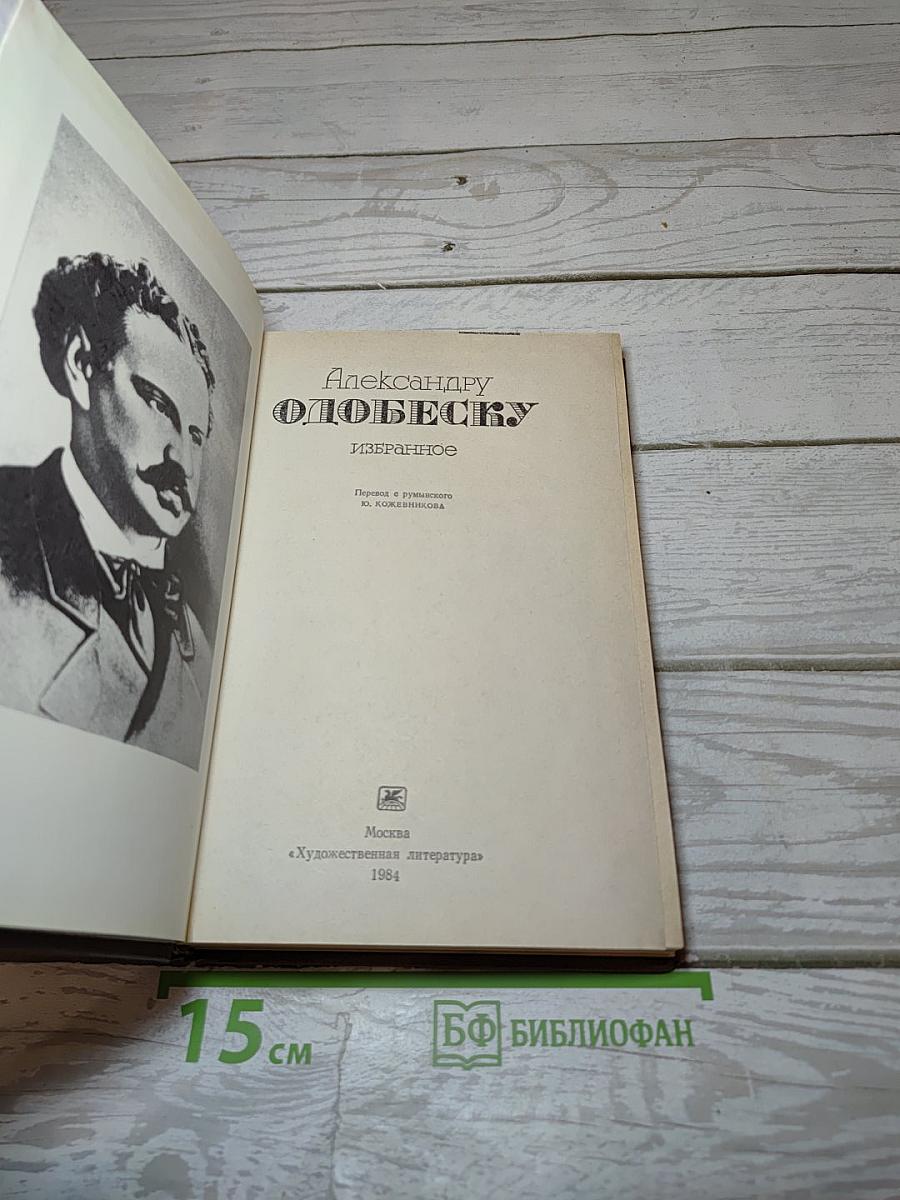 Александру
ОДОБЕСКУ
ИЗБРАННОЕ
Перевод с румынского
Ю. КОЖЕВНИКОВА
Москва
«Художественная литература»
1984
15 см
БФ БИБЛИОФАН